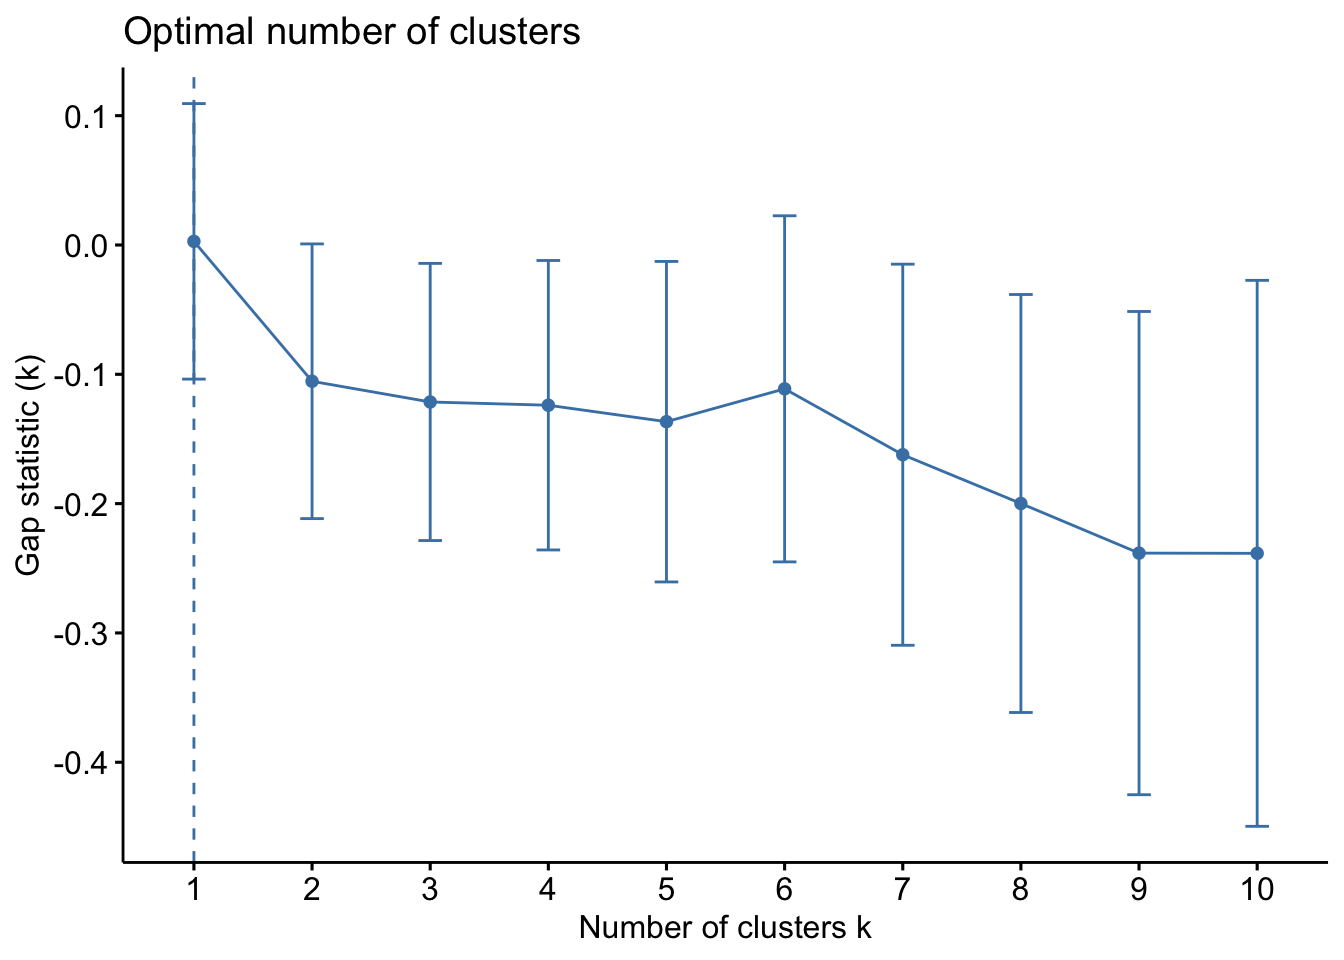 Optimal number of clusters
0.1
0.0
-0.1
-0.2
-0.3
-0.4
Gap statistic (k)
1 2 3 4 5 6 7 8 9 10
Number of clusters k